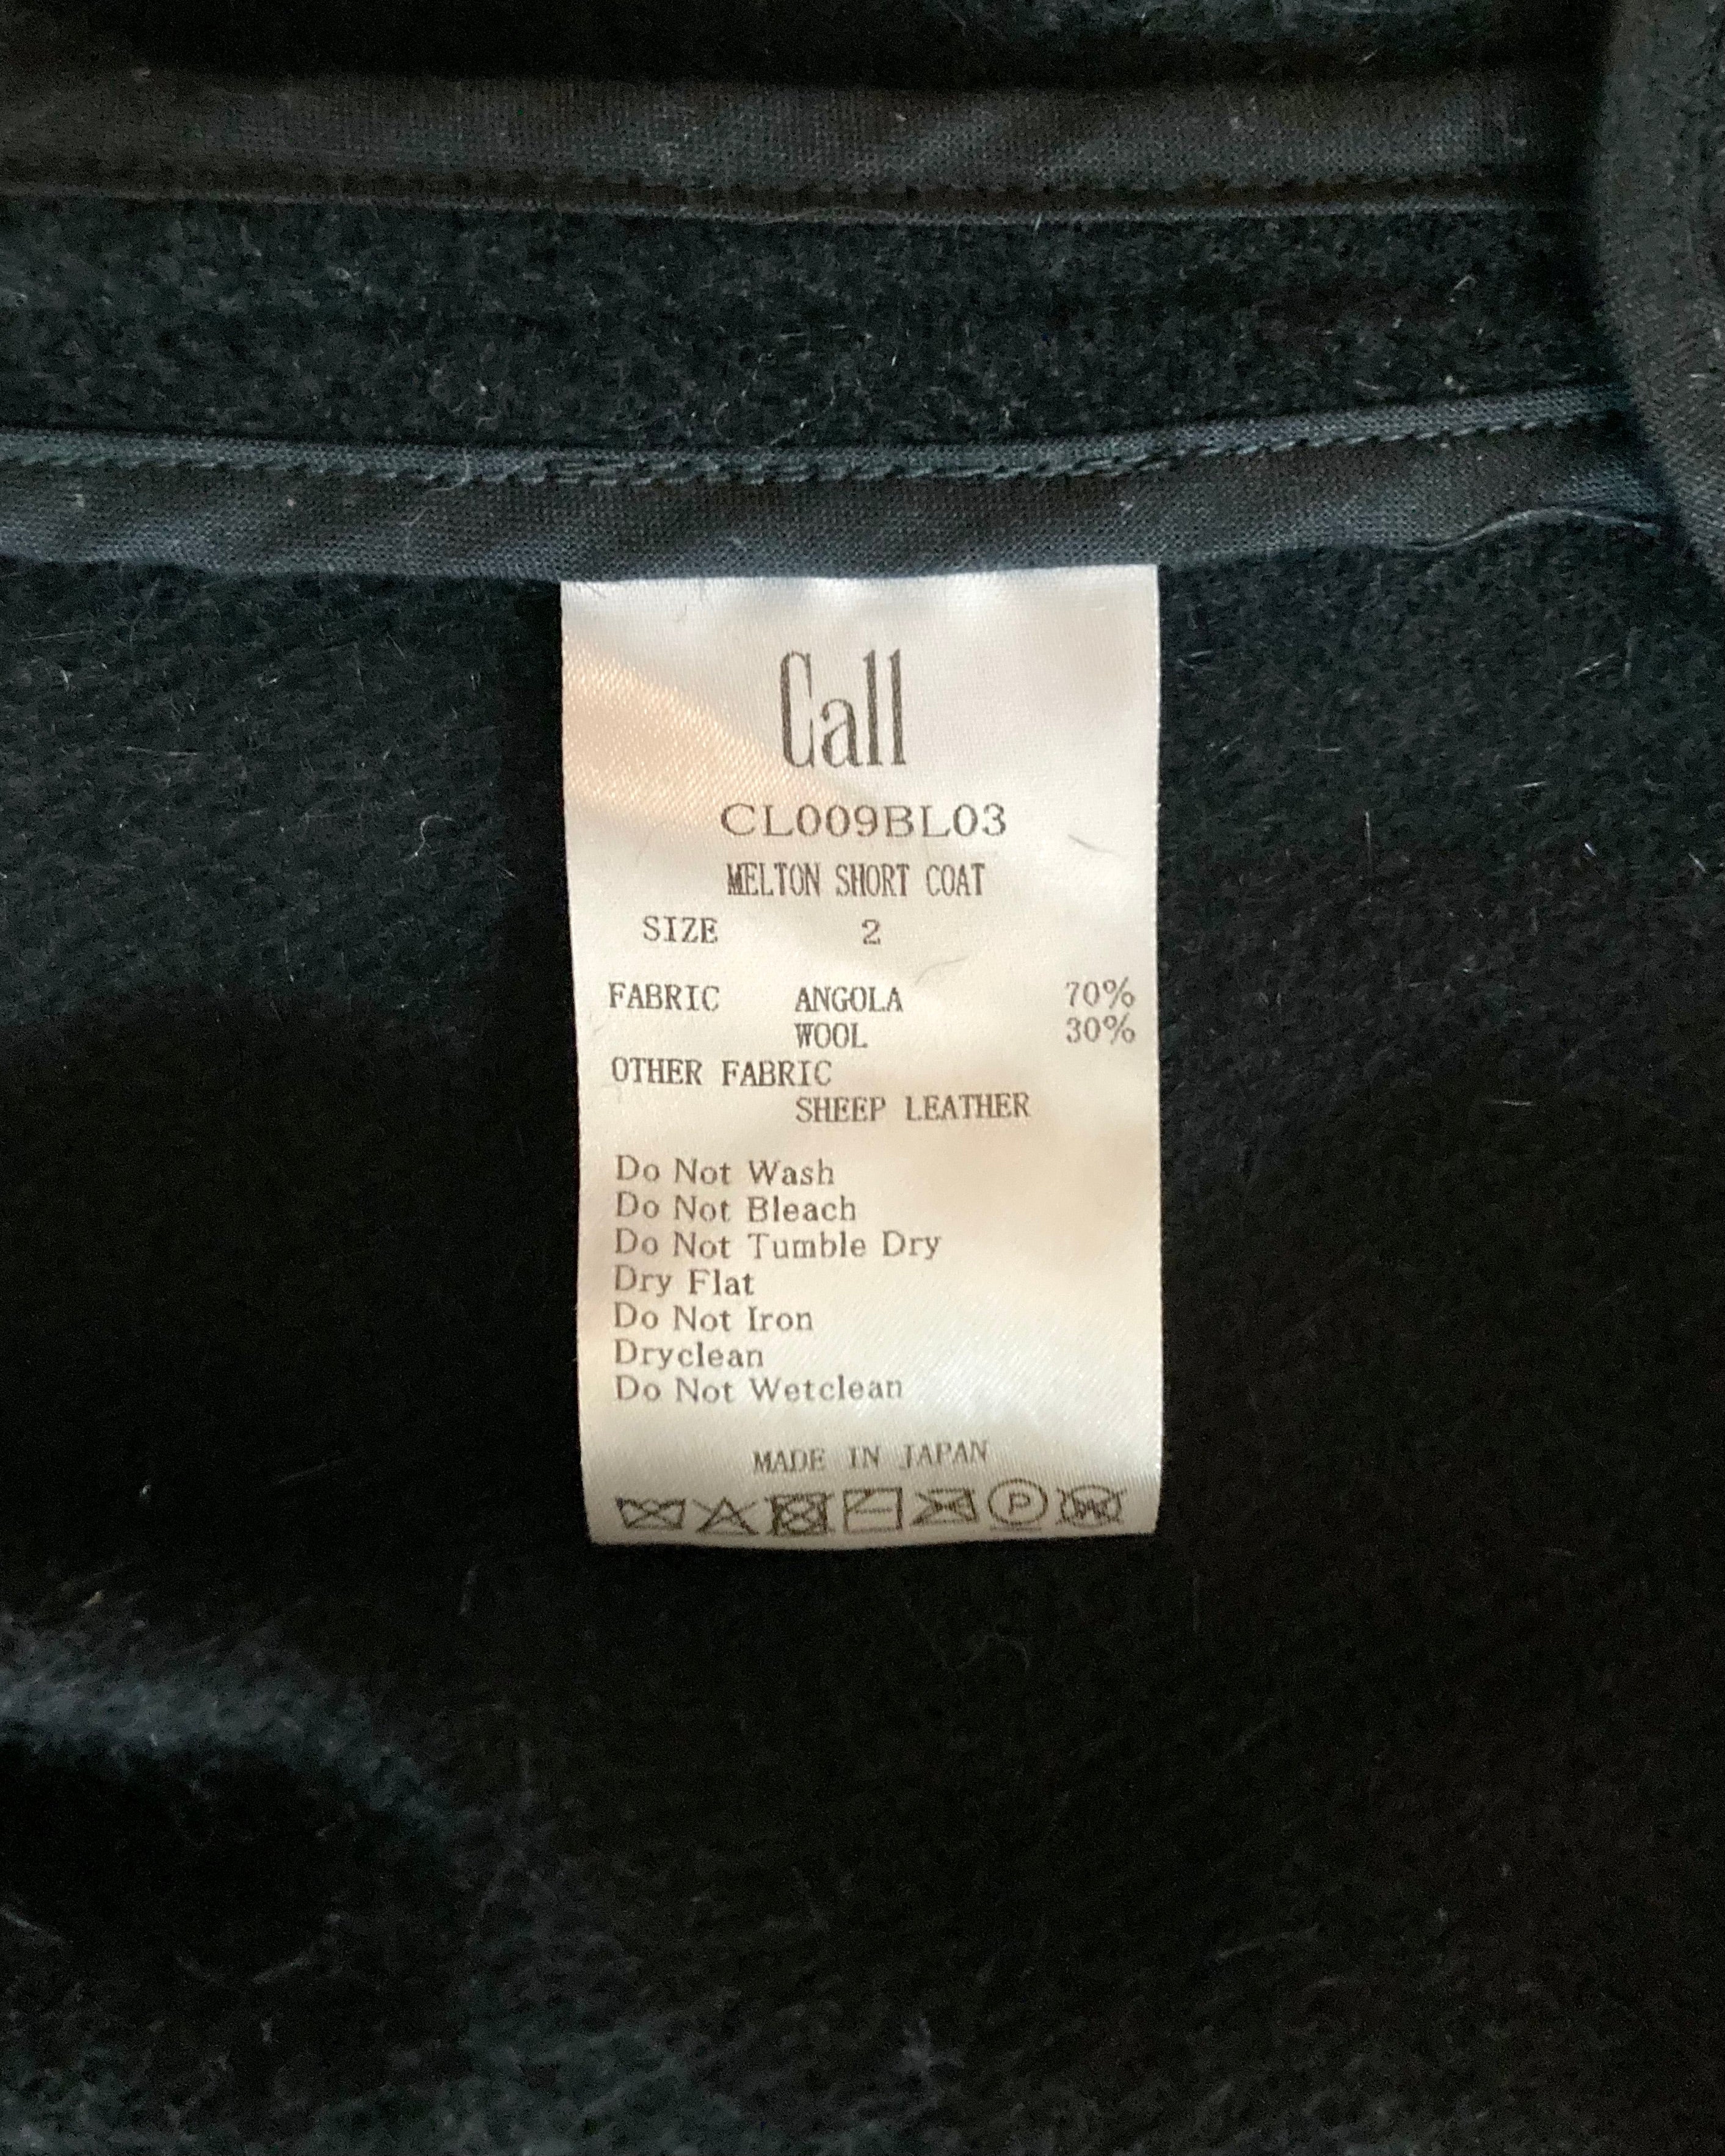 Call
CL009BL03
MELTON SHORT COAT
SIZE 2
FABRIC ANGOLA 70%
WOOL 30%
OTHER FABRIC
SHEEP LEATHER
Do Not Wash
Do Not Bleach
Do Not Tumble Dry
Dry Flat
Do Not Iron
Dryclean
Do Not Wetclean
MADE IN JAPAN
P W